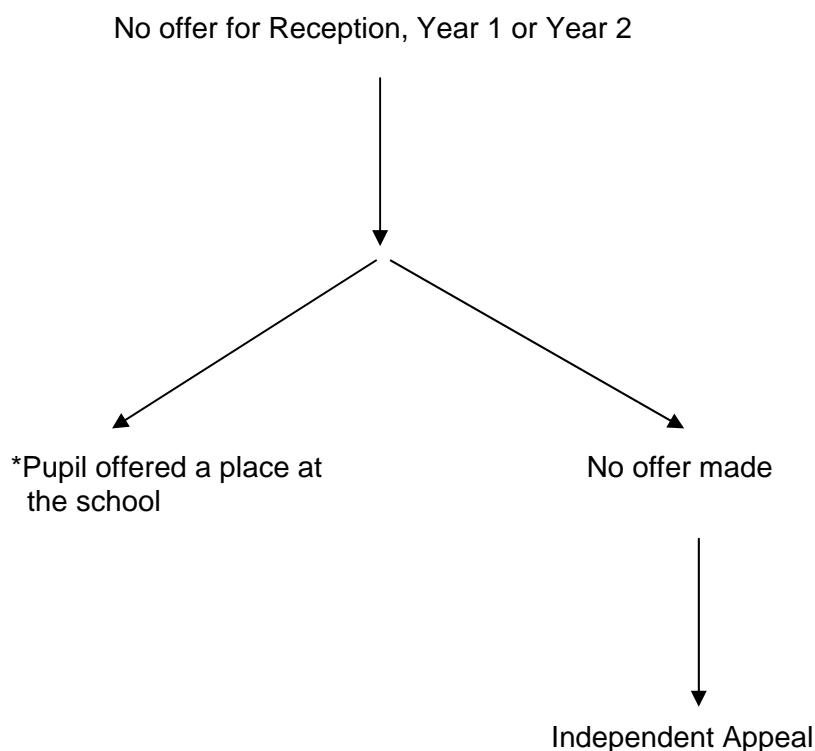 No offer for Reception, Year 1 or Year 2
*Pupil offered a place at
the school
No offer made
Independent Appeal